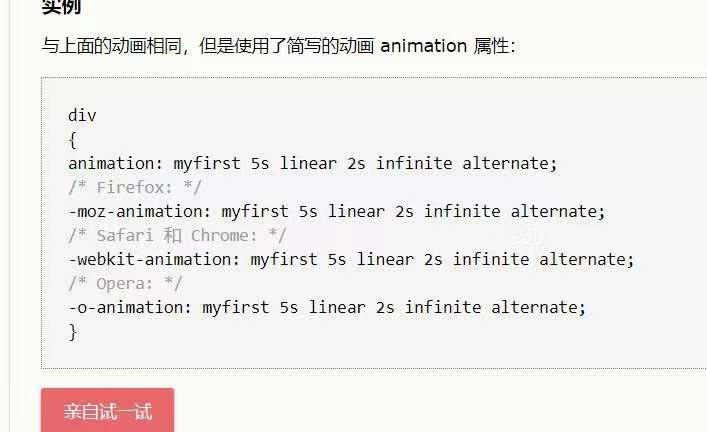 实例
与上面的动画相同，但是使用了简写的动画 animation 属性：
div
{
animation: myfirst 5s linear 2s infinite alternate;
/* Firefox: */
-moz-animation: myfirst 5s linear 2s infinite alternate;
/* Safari 和 Chrome: */
-webkit-animation: myfirst 5s linear 2s infinite alternate;
/* Opera: */
-o-animation: myfirst 5s linear 2s infinite alternate;
}
亲自试一试